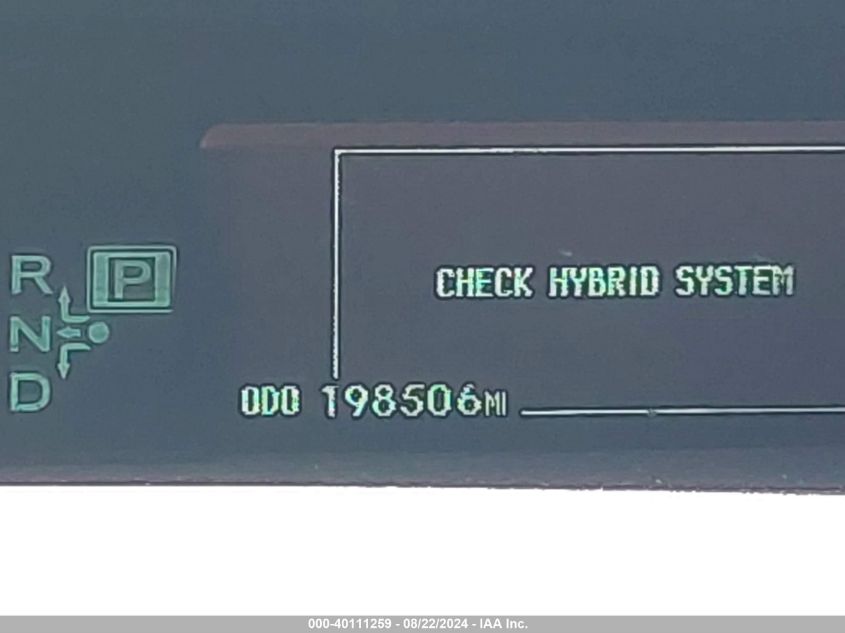 R P
CHECK HYBRID SYSTEM
N
D
ODO 198506MI
000-40111259 - 08/22/2024 - IAA Inc.